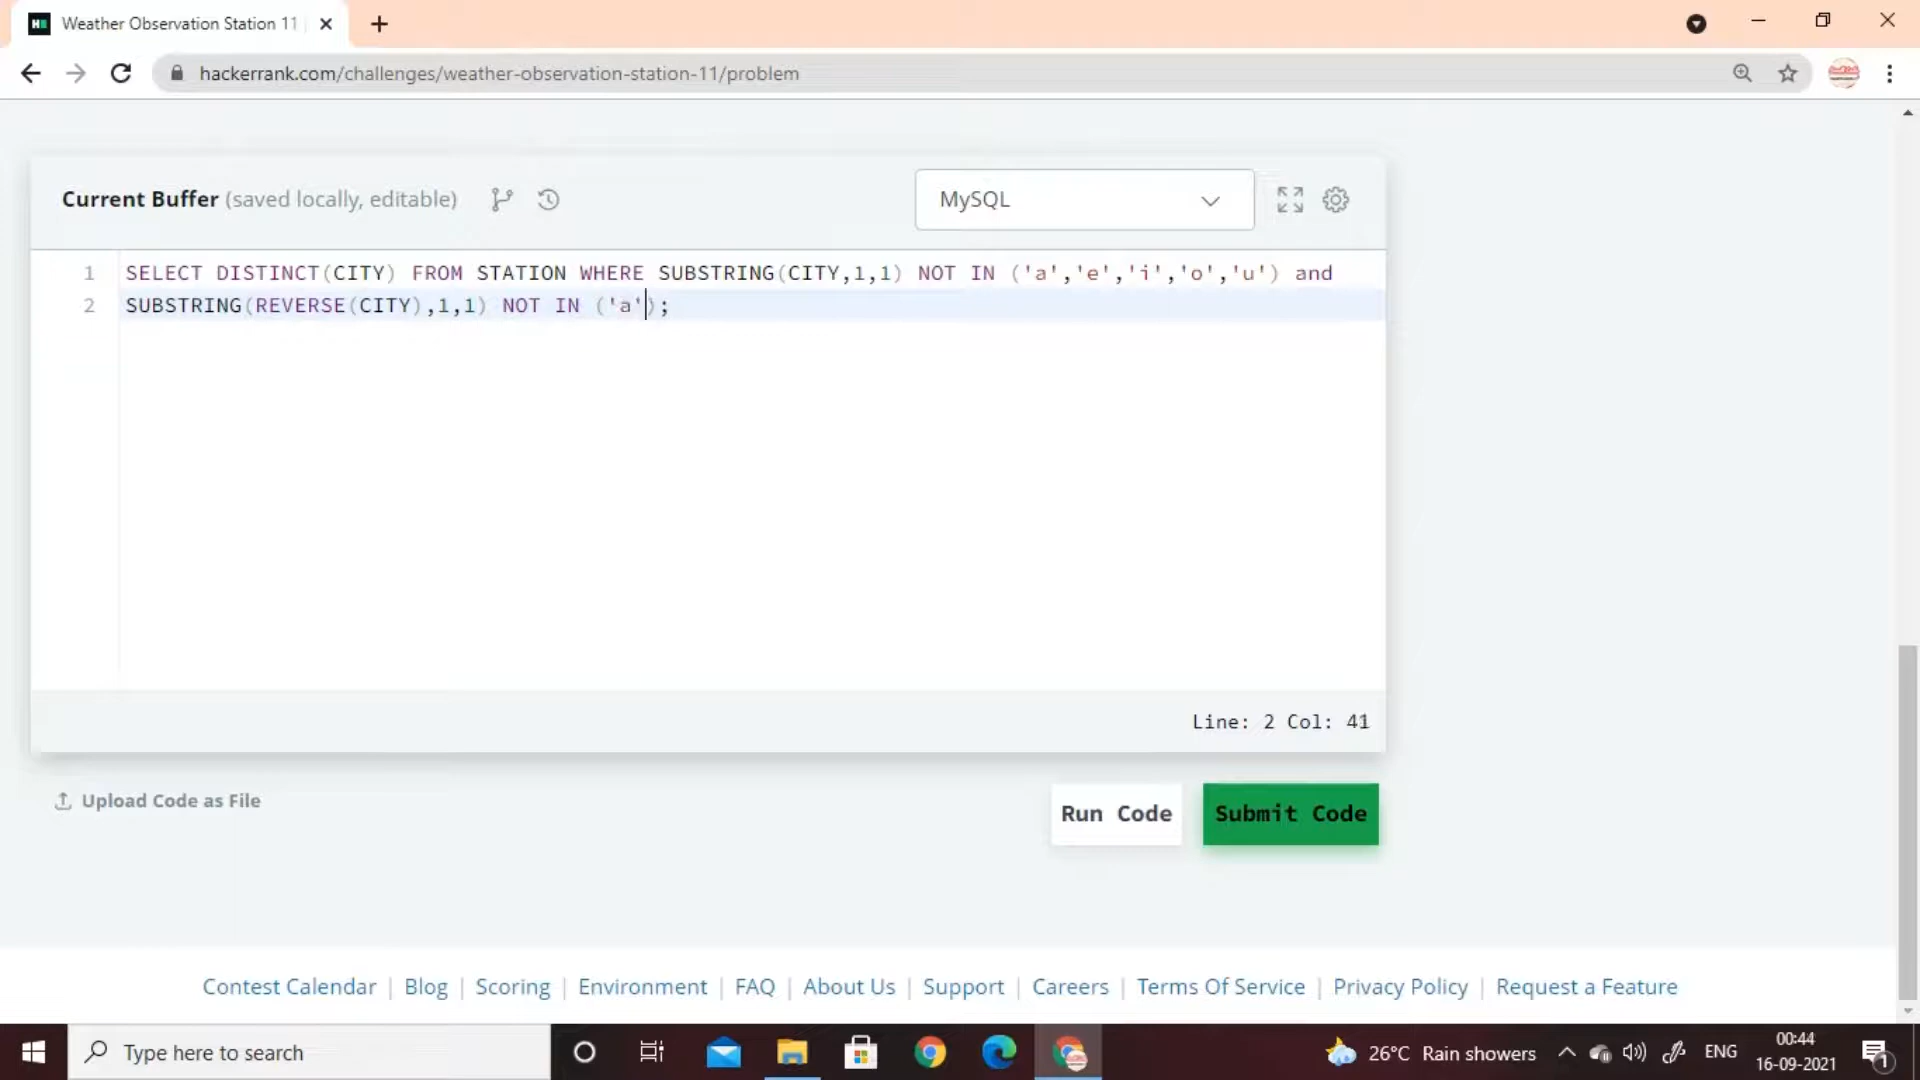 Weather Observation Station 11
hackerrank.com/challenges/weather-observation-station-11/problem
Current Buffer (saved locally, editable)
MySQL
1 SELECT DISTINCT(CITY) FROM STATION WHERE SUBSTRING(CITY,1,1) NOT IN ('a','e','i','o','u') and
2 SUBSTRING(REVERSE(CITY),1,1) NOT IN ('a');
Line: 2 Col: 41
Upload Code as File
Run Code
Submit Code
Contest Calendar | Blog | Scoring | Environment | FAQ | About Us | Support | Careers | Terms Of Service | Privacy Policy | Request a Feature
Type here to search
26°C Rain showers
ENG
00:44
16-09-2021
1